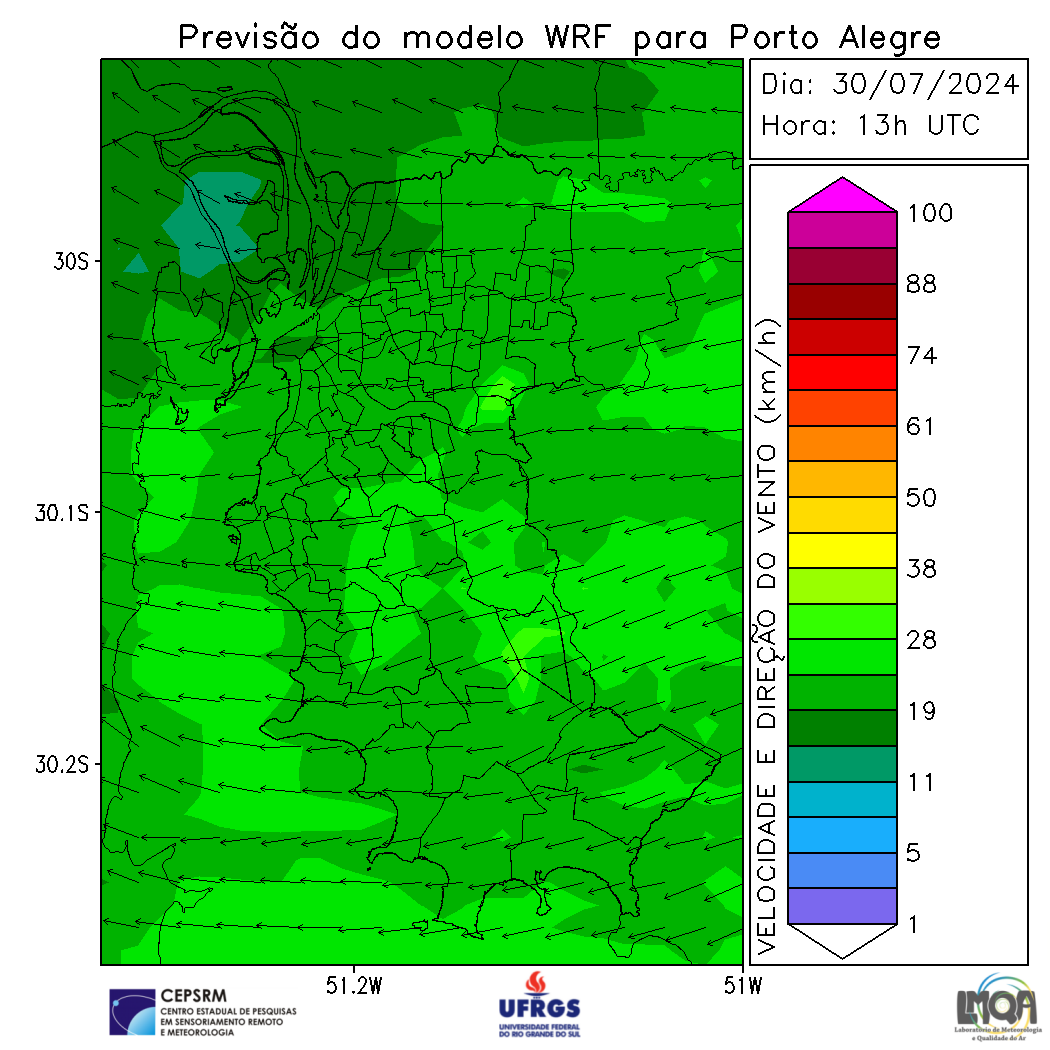 Previsão do modelo WRF para Porto Alegre
Dia: 30/07/2024
Hora: 13h UTC
30S
30.1S
30.2S
51.2W
51W
VELOCIDADE E DIREÇÃO DO VENTO (km/h)
100
88
74
61
50
38
28
19
11
5
1
CEPSRM
CENTRO ESTADUAL DE PESQUISAS
EM SENSORIAMENTO REMOTO
E METEOROLOGIA
UFRGS
UNIVERSIDADE FEDERAL
DO RIO GRANDE DO SUL
LMQA
Laboratório de Meteorologia
e Qualidade do Ar